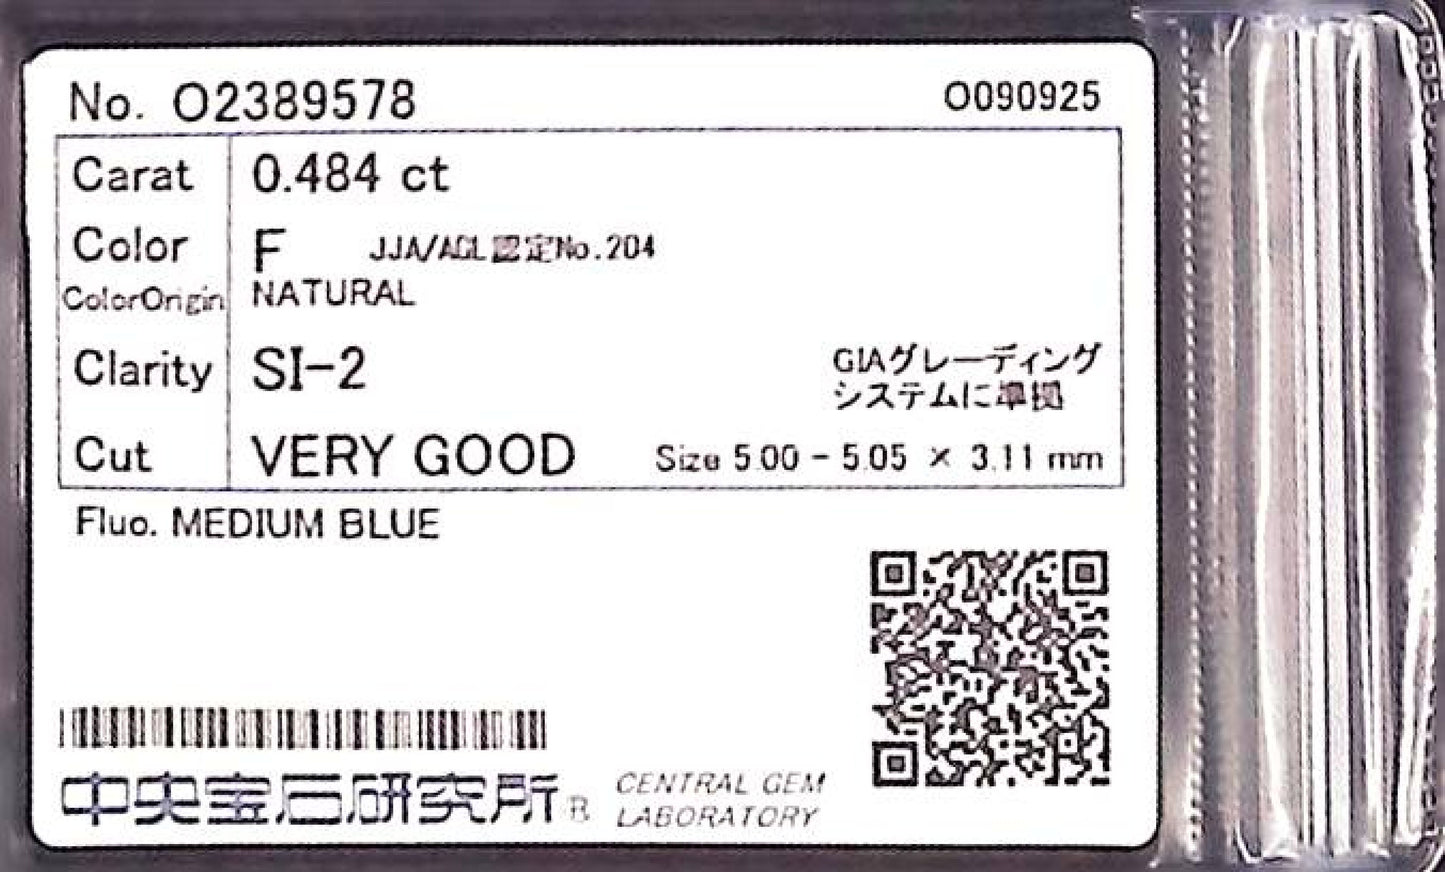 No. O2389578 O090925
Carat 0.484 ct
Color F JJA/AGL認定No.204
ColorOrigin NATURAL
Clarity SI-2 GIAグレーディング
システムに準拠
Cut VERY GOOD Size 5.00 - 5.05 × 3.11 mm
Fluo. MEDIUM BLUE
中央宝石研究所 R CENTRAL GEM
LABORATORY